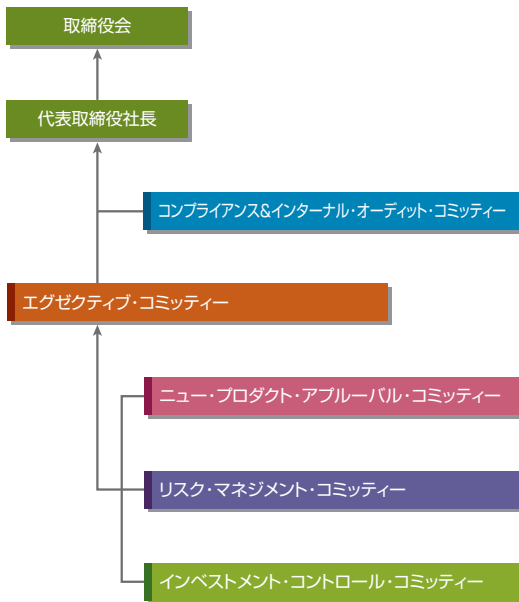 取締役会
代表取締役社長
コンプライアンス&インターナル・オーディット・コミッティー
エグゼクティブ・コミッティー
ニュー・プロダクト・アプルーバル・コミッティー
リスク・マネジメント・コミッティー
インベストメント・コントロール・コミッティー